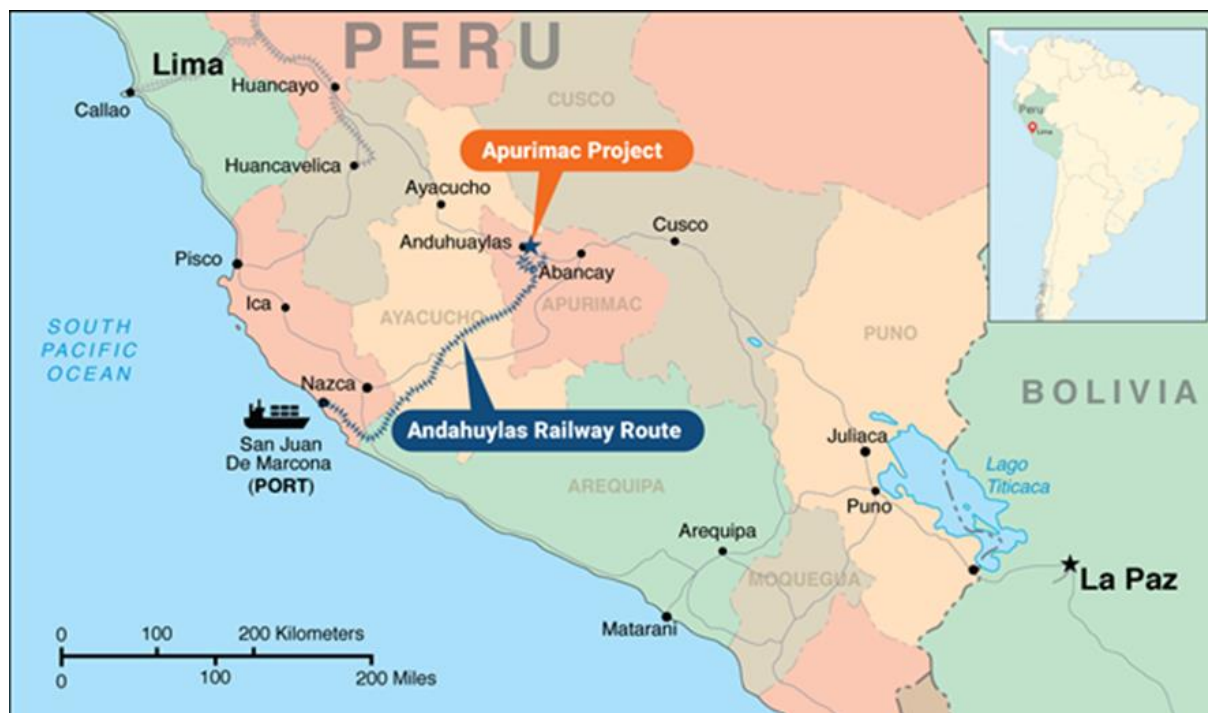 PERU
Lima
Huancayo
Callao
CUSCO
Peru
Lima
Apurimac Project
Huancavelica
Ayacucho
Cusco
Anduhuaylas
Pisco
Abancay
Ica
AYACUCHO
APURIMAC
SOUTH
PACIFIC
OCEAN
PUNO
Nazca
BOLIVIA
San Juan
De Marcona
(PORT)
Andahuylas Railway Route
Juliaca
Lago
Titicaca
AREQUIPA
Puno
Arequipa
MOQUEGUA
La Paz
Matarani
0 100 200 Kilometers
0 100 200 Miles